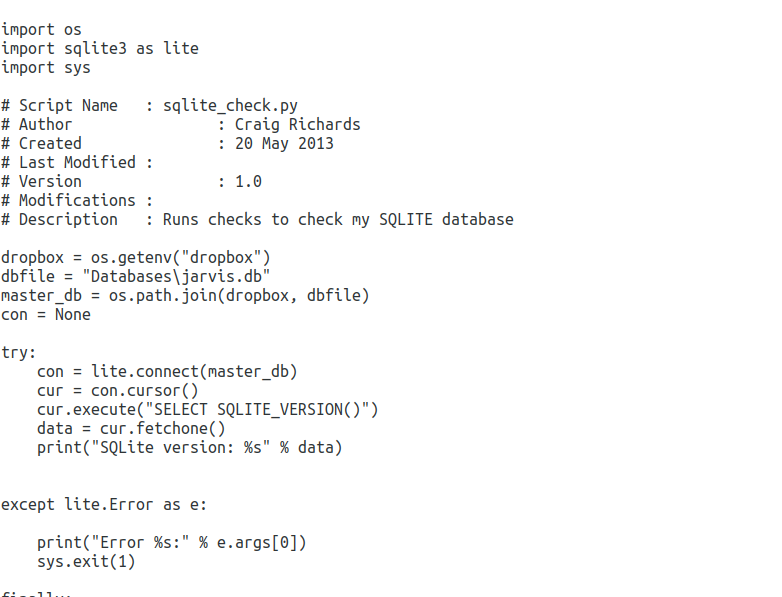 import os
import sqlite3 as lite
import sys
# Script Name   : sqlite_check.py
# Author                : Craig Richards
# Created               : 20 May 2013
# Last Modified :
# Version               : 1.0
# Modifications :
# Description   : Runs checks to check my SQLITE database
dropbox = os.getenv("dropbox")
dbfile = "Databases\jarvis.db"
master_db = os.path.join(dropbox, dbfile)
con = None
try:
    con = lite.connect(master_db)
    cur = con.cursor()
    cur.execute("SELECT SQLITE_VERSION()")
    data = cur.fetchone()
    print("SQLite version: %s" % data)
except lite.Error as e:
    print("Error %s:" % e.args[0])
    sys.exit(1)
finally: